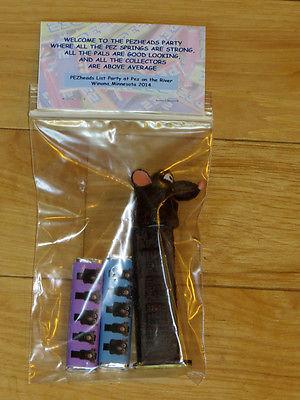 WELCOME TO THE PEZHEADS PARTY
WHERE ALL THE PEZ SPRINGS ARE STRONG,
ALL THE PALS ARE GOOD LOOKING,
AND ALL THE COLLECTORS
ARE ABOVE AVERAGE
PEZheads List Party at Pez on the River
Winona, Minnesota 2014